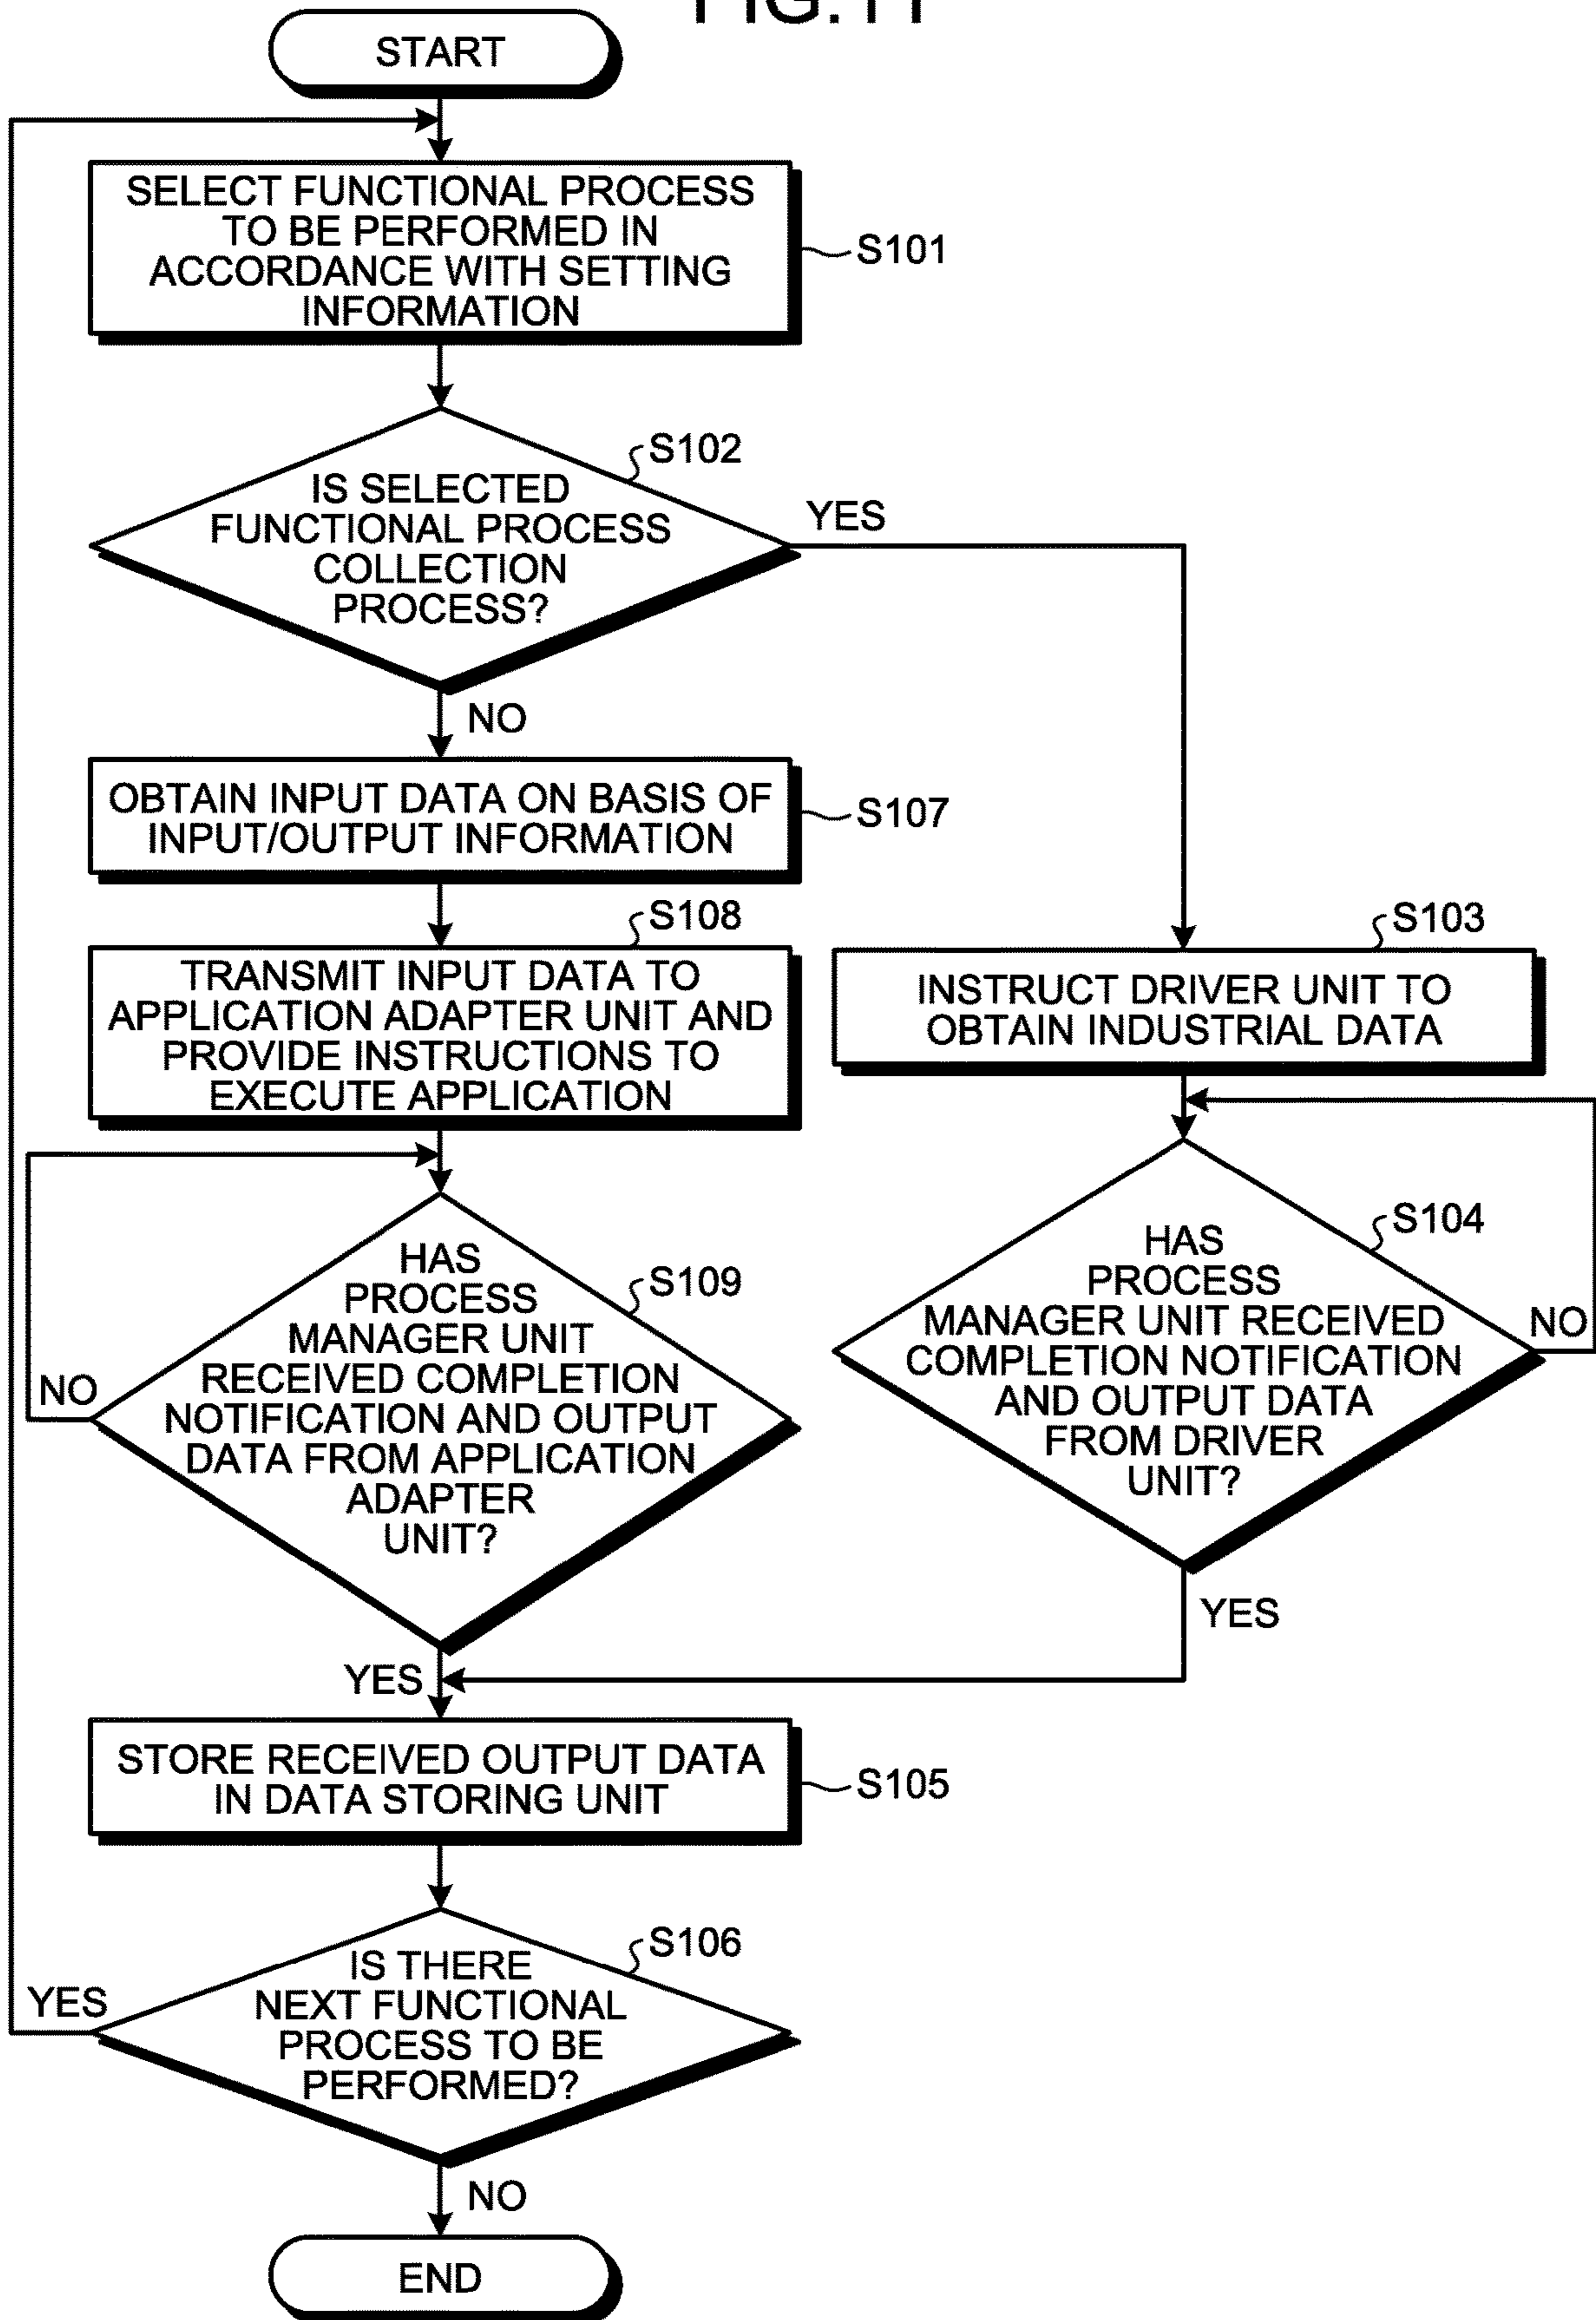 FIG.11
START
SELECT FUNCTIONAL PROCESS
TO BE PERFORMED IN
ACCORDANCE WITH SETTING
INFORMATION
S101
S102
IS SELECTED
FUNCTIONAL PROCESS
COLLECTION
PROCESS?
YES
NO
OBTAIN INPUT DATA ON BASIS OF
INPUT/OUTPUT INFORMATION
S107
S108
TRANSMIT INPUT DATA TO
APPLICATION ADAPTER UNIT AND
PROVIDE INSTRUCTIONS TO
EXECUTE APPLICATION
S103
INSTRUCT DRIVER UNIT TO
OBTAIN INDUSTRIAL DATA
S109
HAS
PROCESS
MANAGER UNIT
RECEIVED COMPLETION
NOTIFICATION AND OUTPUT
DATA FROM APPLICATION
ADAPTER
UNIT?
NO
YES
S104
HAS
PROCESS
MANAGER UNIT RECEIVED
COMPLETION NOTIFICATION
AND OUTPUT DATA
FROM DRIVER
UNIT?
NO
YES
STORE RECEIVED OUTPUT DATA
IN DATA STORING UNIT
S105
S106
IS THERE
NEXT FUNCTIONAL
PROCESS TO BE
PERFORMED?
YES
NO
END